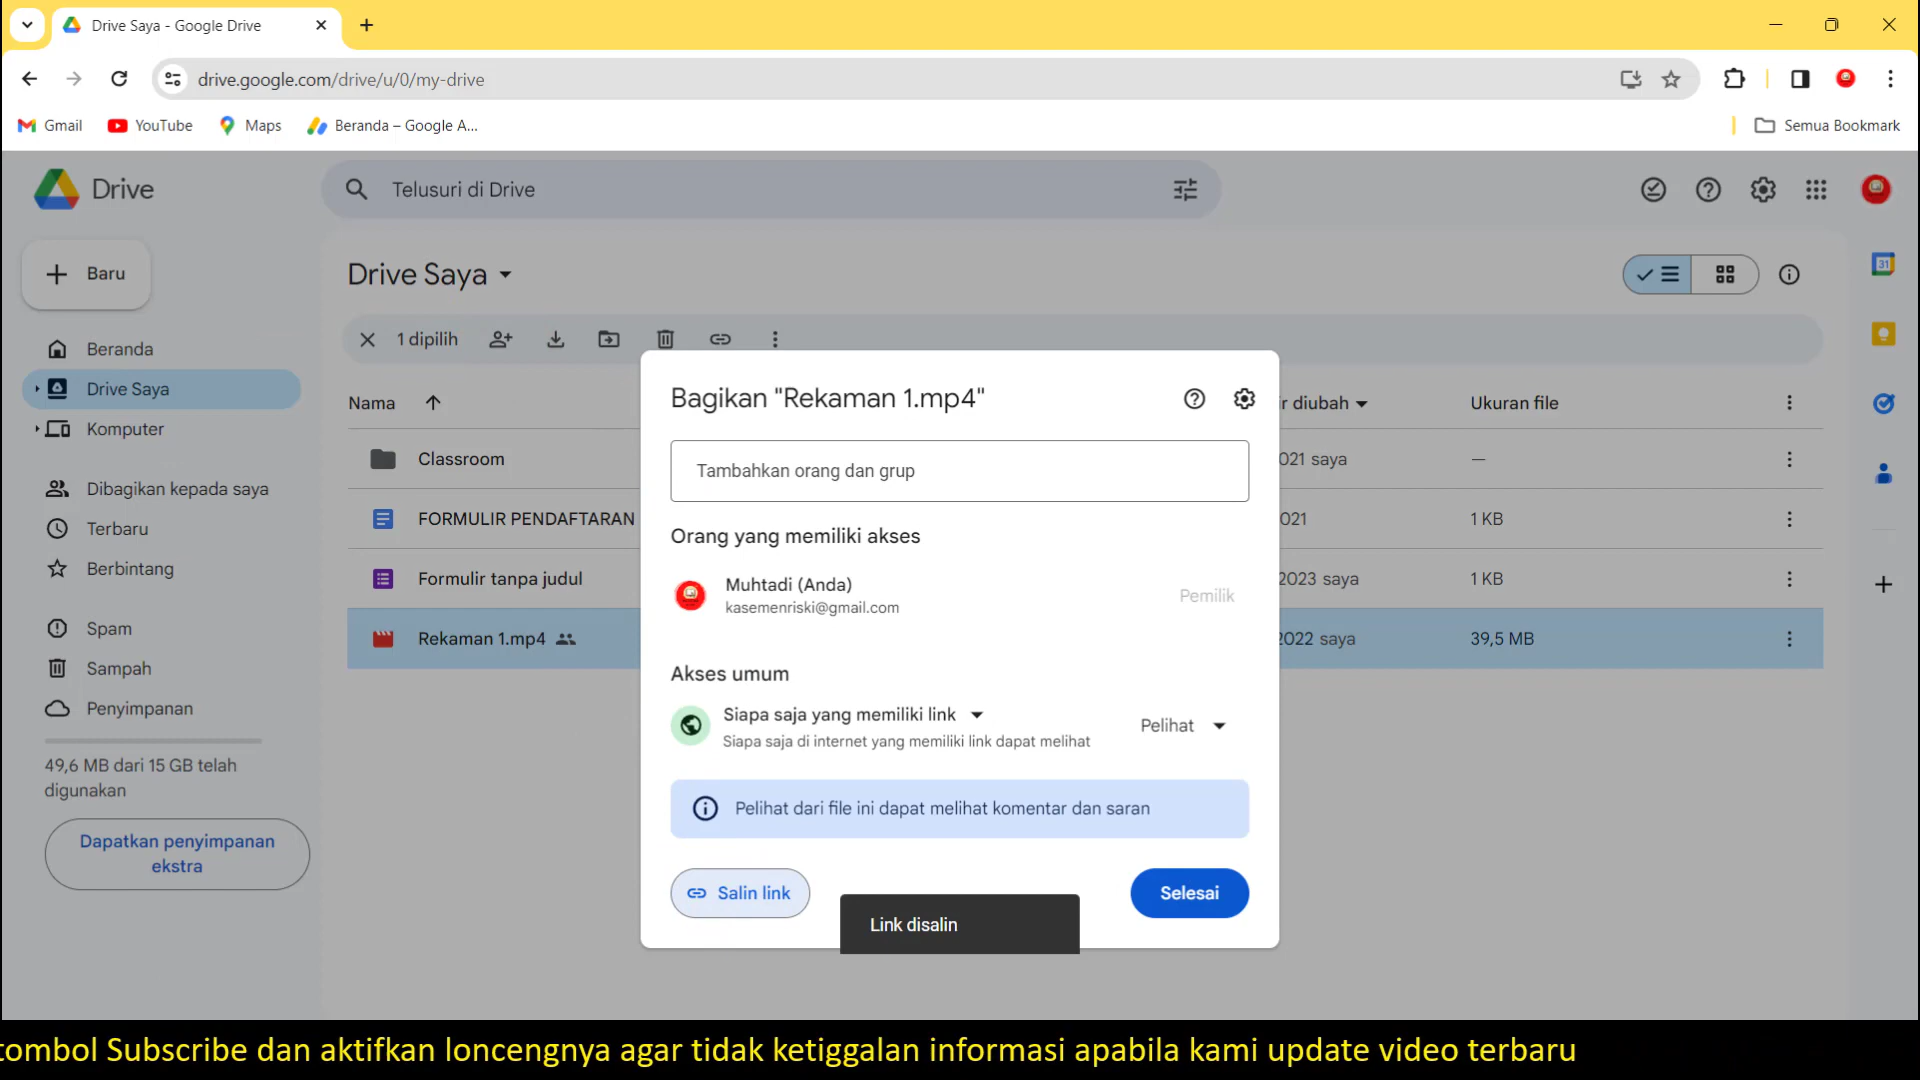 Drive Saya - Google Drive
drive.google.com/drive/u/0/my-drive
Gmail
YouTube
Maps
Beranda – Google A...
Semua Bookmark
Drive
Telusuri di Drive
Baru
Drive Saya
31
1 dipilih
Beranda
Drive Saya
Komputer
Dibagikan kepada saya
Terbaru
Berbintang
Spam
Sampah
Penyimpanan
49,6 MB dari 15 GB telah
digunakan
Dapatkan penyimpanan
ekstra
Nama
r diubah
Ukuran file
Classroom
021 saya
—
FORMULIR PENDAFTARAN
021
1 KB
Formulir tanpa judul
2023 saya
1 KB
Rekaman 1.mp4
2022 saya
39,5 MB
Bagikan "Rekaman 1.mp4"
Tambahkan orang dan grup
Orang yang memiliki akses
Muhtadi (Anda)
kasemenriski@gmail.com
Pemilik
Akses umum
Siapa saja yang memiliki link
Siapa saja di internet yang memiliki link dapat melihat
Pelihat
Pelihat dari file ini dapat melihat komentar dan saran
Salin link
Selesai
Link disalin
tombol Subscribe dan aktifkan loncengnya agar tidak ketiggalan informasi apabila kami update video terbaru